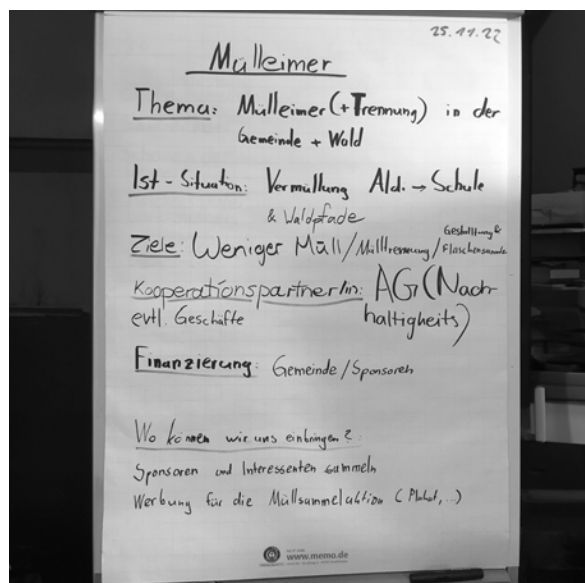 25.11.22
Mülleimer
Thema: Mülleimer (+Trennung) in der
Gemeinde + Wald
Ist-Situation: Vermüllung Ald. → Schule
& Waldpfade
Ziele: Weniger Müll / Mülltrennung / Gestaltung &
Kooperationspartner/in: AG (Nach-
evtl. Geschäfte haltigkeits)
Finanzierung: Gemeinde / Sponsoren
Wo können wir uns einbringen?
Sponsoren und Interessenten sammeln
Werbung für die Müllsammelaktion (Plakat, ...)
www.memo.de